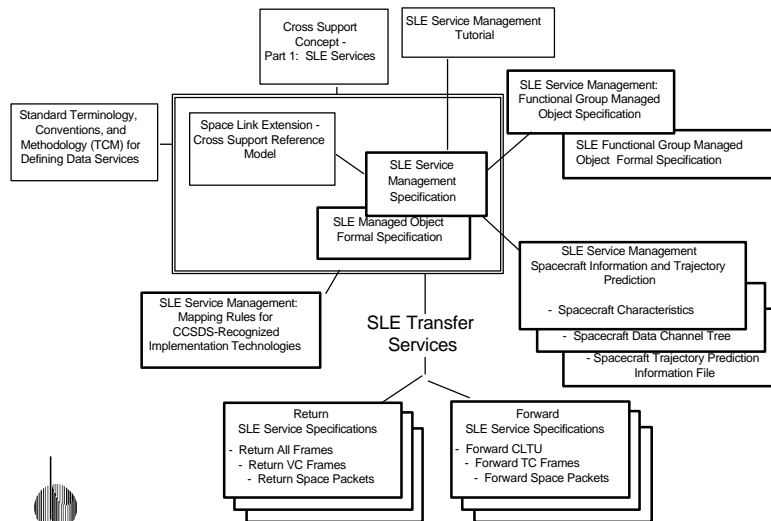 Cross Support
Concept -
Part 1: SLE Services
SLE Service Management
Tutorial
Standard Terminology,
Conventions, and
Methodology (TCM) for
Defining Data Services
Space Link Extension -
Cross Support Reference
Model
SLE Service
Management
Specification
SLE Managed Object
Formal Specification
SLE Service Management:
Functional Group Managed
Object Specification
SLE Functional Group Managed
Object Formal Specification
SLE Service Management
Spacecraft Information and Trajectory
Prediction
- Spacecraft Characteristics
- Spacecraft Data Channel Tree
- Spacecraft Trajectory Prediction
Information File
SLE Service Management:
Mapping Rules for
CCSDS-Recognized
Implementation Technologies
SLE Transfer
Services
Return
SLE Service Specifications
- Return All Frames
- Return VC Frames
- Return Space Packets
Forward
SLE Service Specifications
- Forward CLTU
- Forward TC Frames
- Forward Space Packets